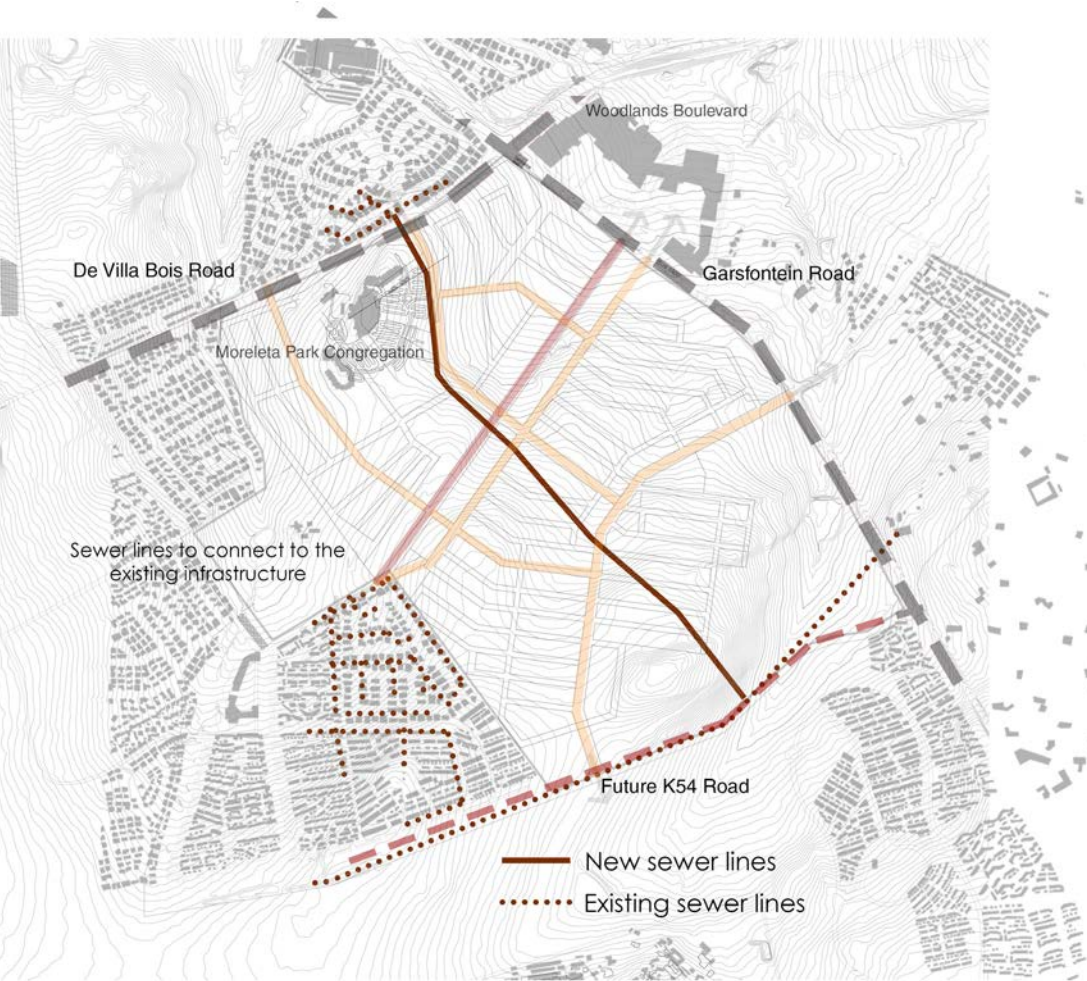 Woodlands Boulevard
De Villa Bois Road
Garsfontein Road
Moreleta Park Congregation
Sewer lines to connect to the
existing infrastructure
Future K54 Road
New sewer lines
Existing sewer lines